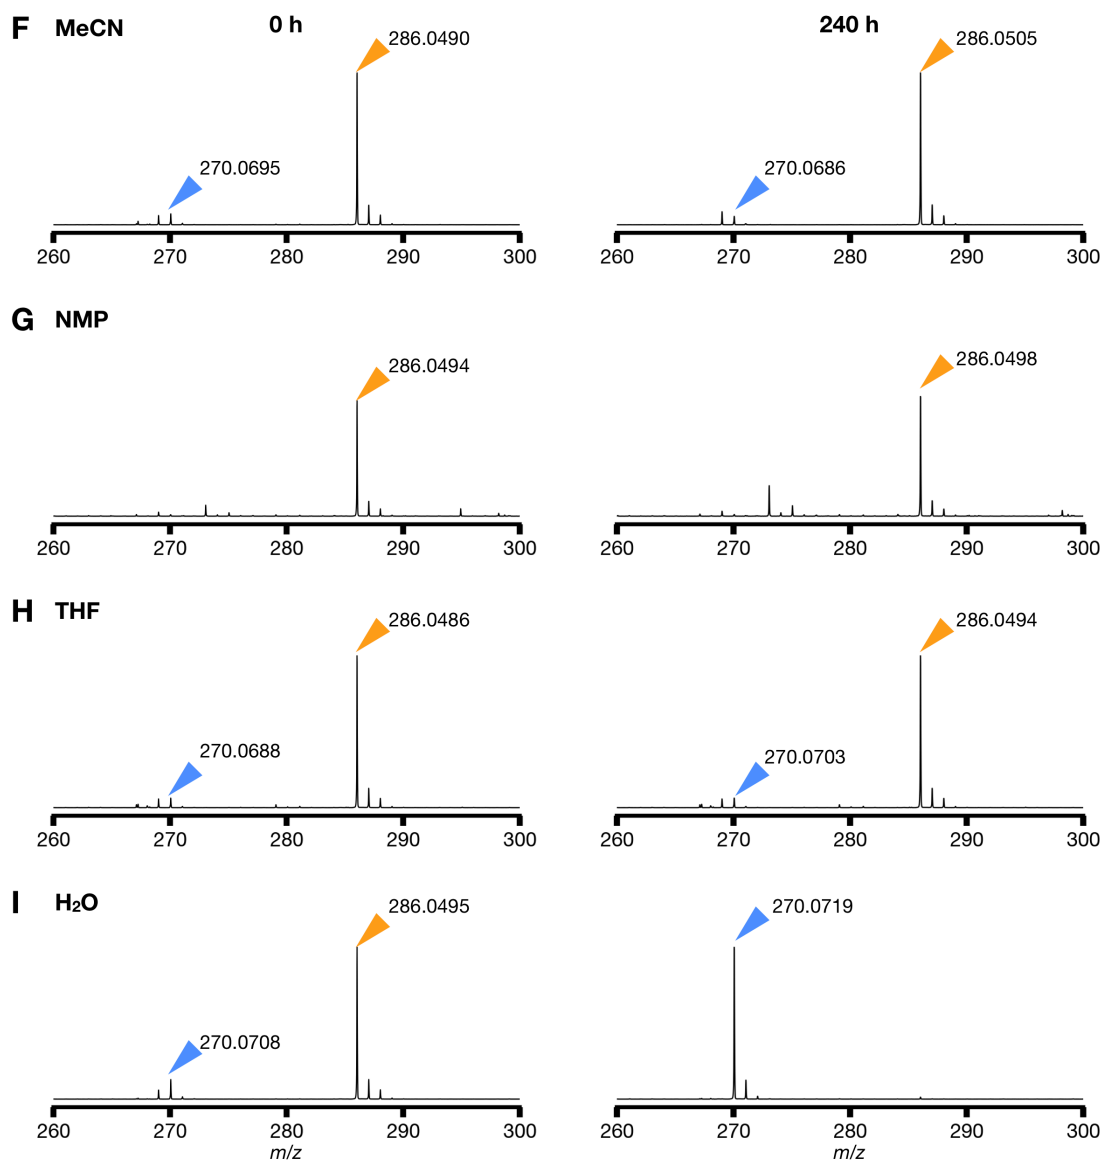 F MeCN 0 h 240 h
286.0490 286.0505
270.0695 270.0686
260 270 280 290 300 260 270 280 290 300
G NMP
286.0494 286.0498
260 270 280 290 300 260 270 280 290 300
H THF
286.0486 286.0494
270.0688 270.0703
260 270 280 290 300 260 270 280 290 300
I H₂O
286.0495 270.0719
270.0708
260 270 280 290 300 260 270 280 290 300
m/z m/z